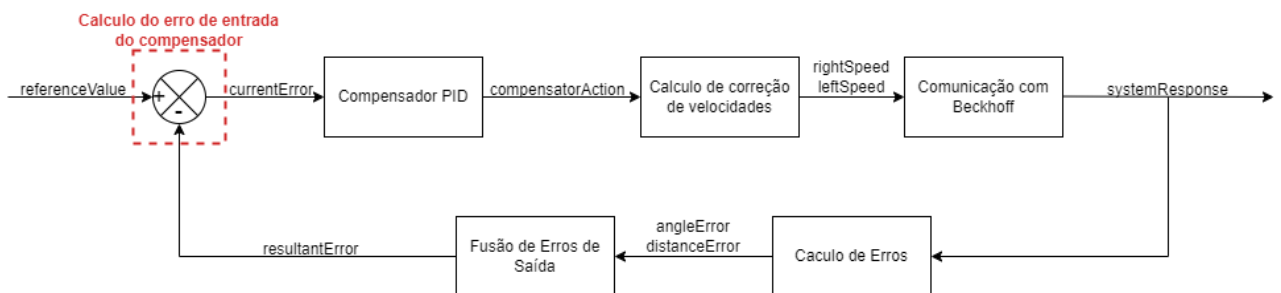 Calculo do erro de entrada
do compensador
referenceValue
+
-
currentError
Compensador PID
compensatorAction
Calculo de correção
de velocidades
rightSpeed
leftSpeed
Comunicação com
Beckhoff
systemResponse
resultantError
Fusão de Erros de
Saída
angleError
distanceError
Caculo de Erros